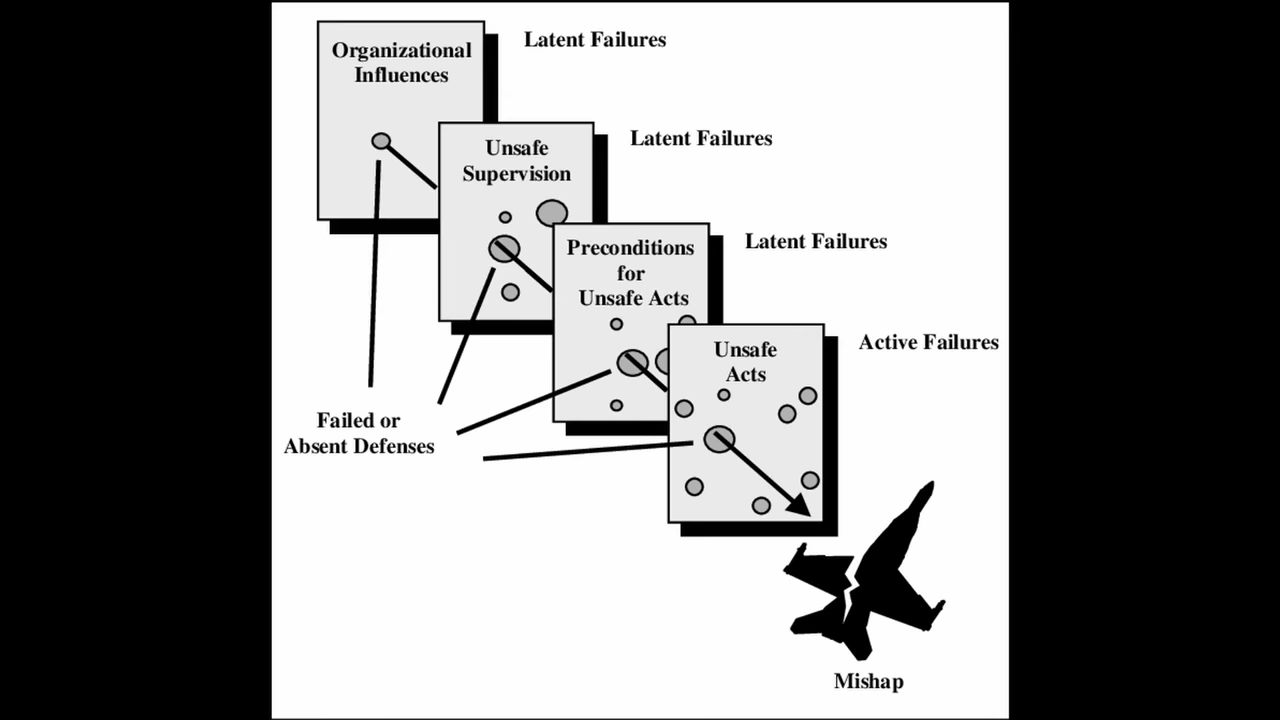 Organizational
Influences
Latent Failures
Unsafe
Supervision
Latent Failures
Preconditions
for
Unsafe Acts
Latent Failures
Unsafe
Acts
Active Failures
Failed or
Absent Defenses
Mishap